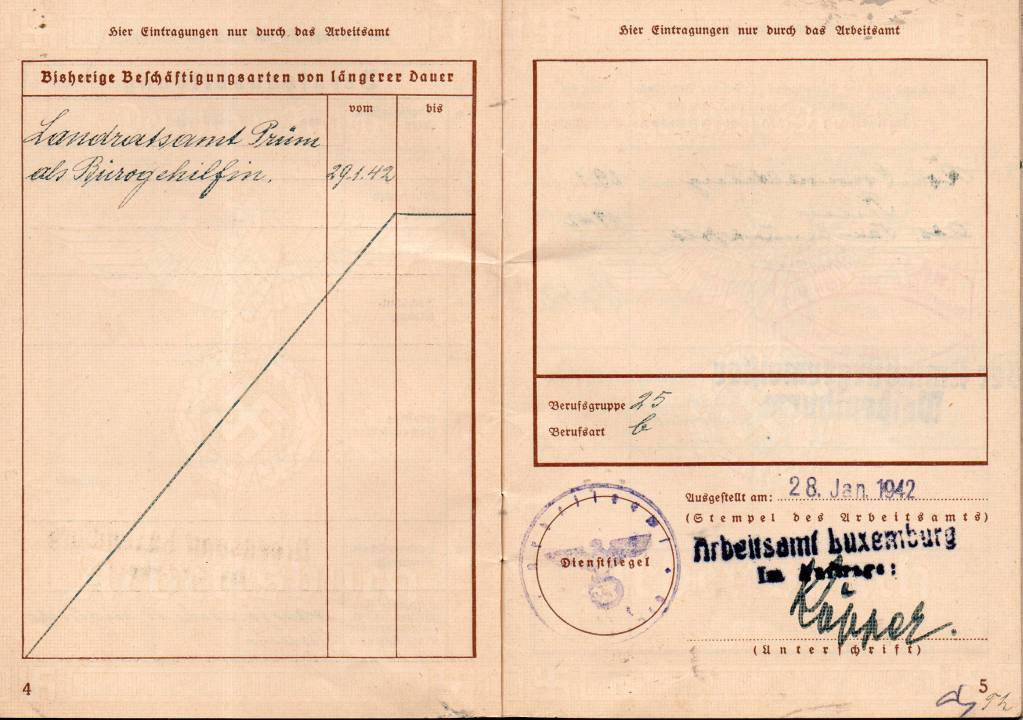 Hier Eintragungen nur durch das Arbeitsamt
Bisherige Beschäftigungsarten von längerer Dauer
vom
bis
Landratsamt Prüm
als Bürogehilfin.
29.1.42
4
Hier Eintragungen nur durch das Arbeitsamt
Berufsgruppe 25
Berufsart b
Ausgestellt am: 28. Jan. 1942
(Stempel des Arbeitsamts)
Arbeitsamt Luxemburg
Im Auftrage:
Dienstsiegel
(Unterschrift)
5